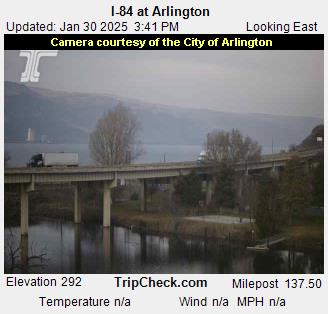 I-84 at Arlington
Updated: Jan 30 2025 3:41 PM Looking East
Camera courtesy of the City of Arlington
Elevation 292 TripCheck.com Milepost 137.50
Temperature n/a Wind n/a MPH n/a